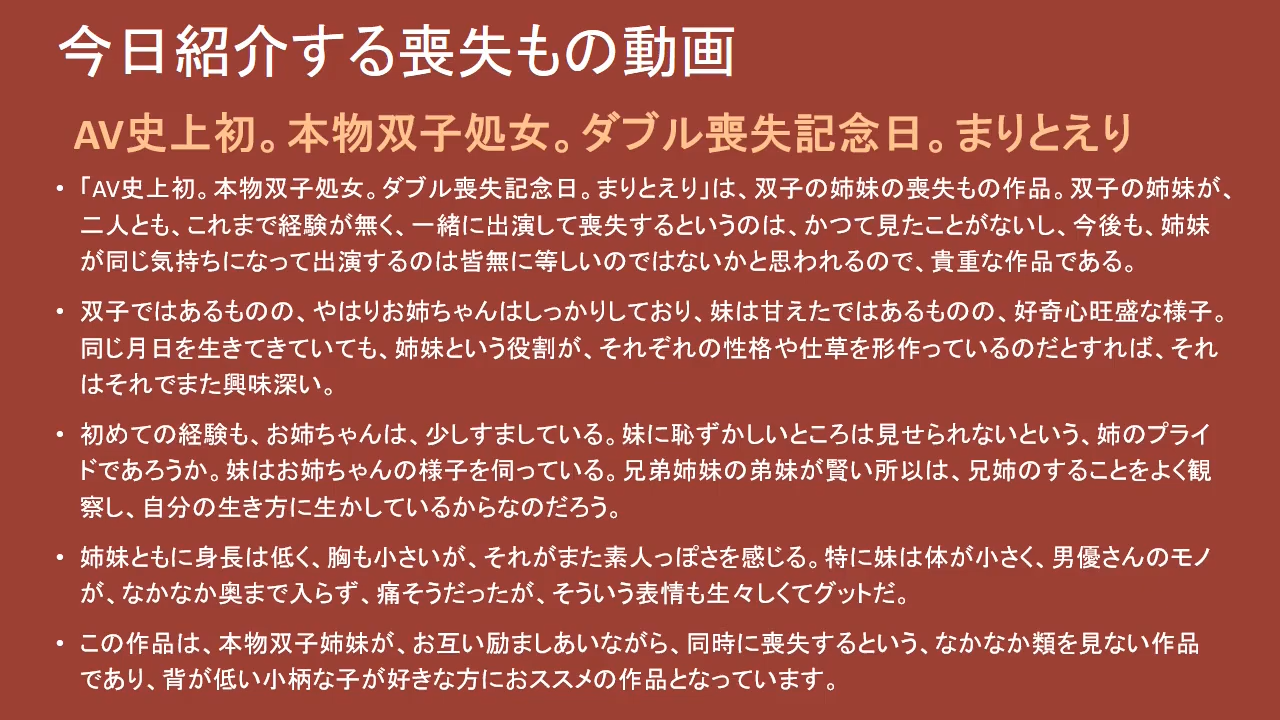 今日紹介する喪失もの動画
AV史上初。本物双子処女。ダブル喪失記念日。まりとえり
• 「AV史上初。本物双子処女。ダブル喪失記念日。まりとえり」は、双子の姉妹の喪失もの作品。双子の姉妹が、
二人とも、これまで経験が無く、一緒に出演して喪失するというのは、かつて見たことがないし、今後も、姉妹
が同じ気持ちになって出演するのは皆無に等しいのではないかと思われるので、貴重な作品である。
• 双子ではあるものの、やはりお姉ちゃんはしっかりしており、妹は甘えたではあるものの、好奇心旺盛な様子。
同じ月日を生きてきていても、姉妹という役割が、それぞれの性格や仕草を形作っているのだとすれば、それ
はそれでまた興味深い。
• 初めての経験も、お姉ちゃんは、少しすましている。妹に恥ずかしいところは見せられないという、姉のプライ
ドであろうか。妹はお姉ちゃんの様子を伺っている。兄弟姉妹の弟妹が賢い所以は、兄姉のすることをよく観
察し、自分の生き方に生かしているからなのだろう。
• 姉妹ともに身長は低く、胸も小さいが、それがまた素人っぽさを感じる。特に妹は体が小さく、男優さんのモノ
が、なかなか奥まで入らず、痛そうだったが、そういう表情も生々しくてグットだ。
• この作品は、本物双子姉妹が、お互い励ましあいながら、同時に喪失するという、なかなか類を見ない作品
であり、背が低い小柄な子が好きな方におススメの作品となっています。